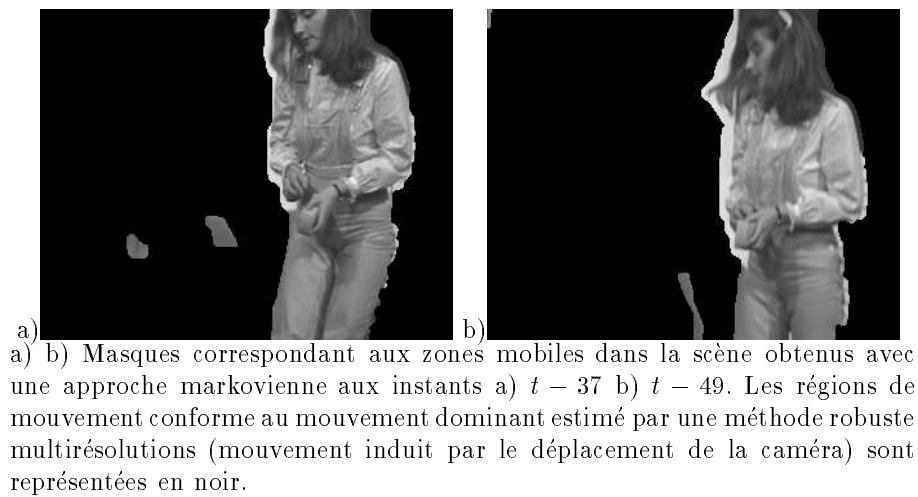 a) b)
a) b) Masques correspondant aux zones mobiles dans la scène obtenus avec
une approche markovienne aux instants a) t − 37 b) t − 49. Les régions de
mouvement conforme au mouvement dominant estimé par une méthode robuste
multirésolutions (mouvement induit par le déplacement de la caméra) sont
représentées en noir.